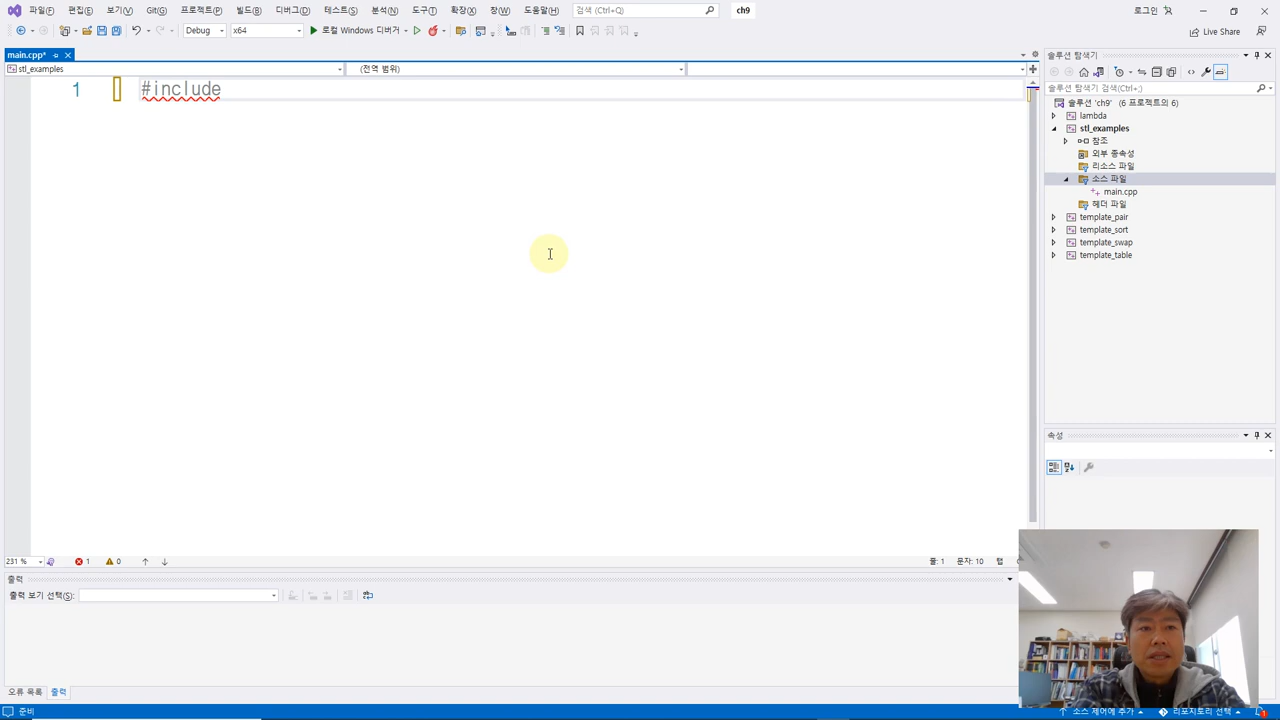 파일(F) 편집(E) 보기(V) Git(G) 프로젝트(P) 빌드(B) 디버그(D) 테스트(S) 분석(N) 도구(T) 확장(X) 창(W) 도움말(H) 검색 (Ctrl+Q) ch9 로그인
Debug x64 로컬 Windows 디버거 Live Share
main.cpp*
stl_examples (전역 범위)
1 #include
231 % 1 0 줄: 1 문자: 10 탭
출력
출력 보기 선택(S):
오류 목록 출력
준비
솔루션 탐색기
솔루션 탐색기 검색(Ctrl+;)
솔루션 'ch9' (6 프로젝트의 6)
lambda
stl_examples
참조
외부 종속성
리소스 파일
소스 파일
main.cpp
헤더 파일
template_pair
template_sort
template_swap
template_table
속성
소스 제어에 추가 리포지토리 선택 1